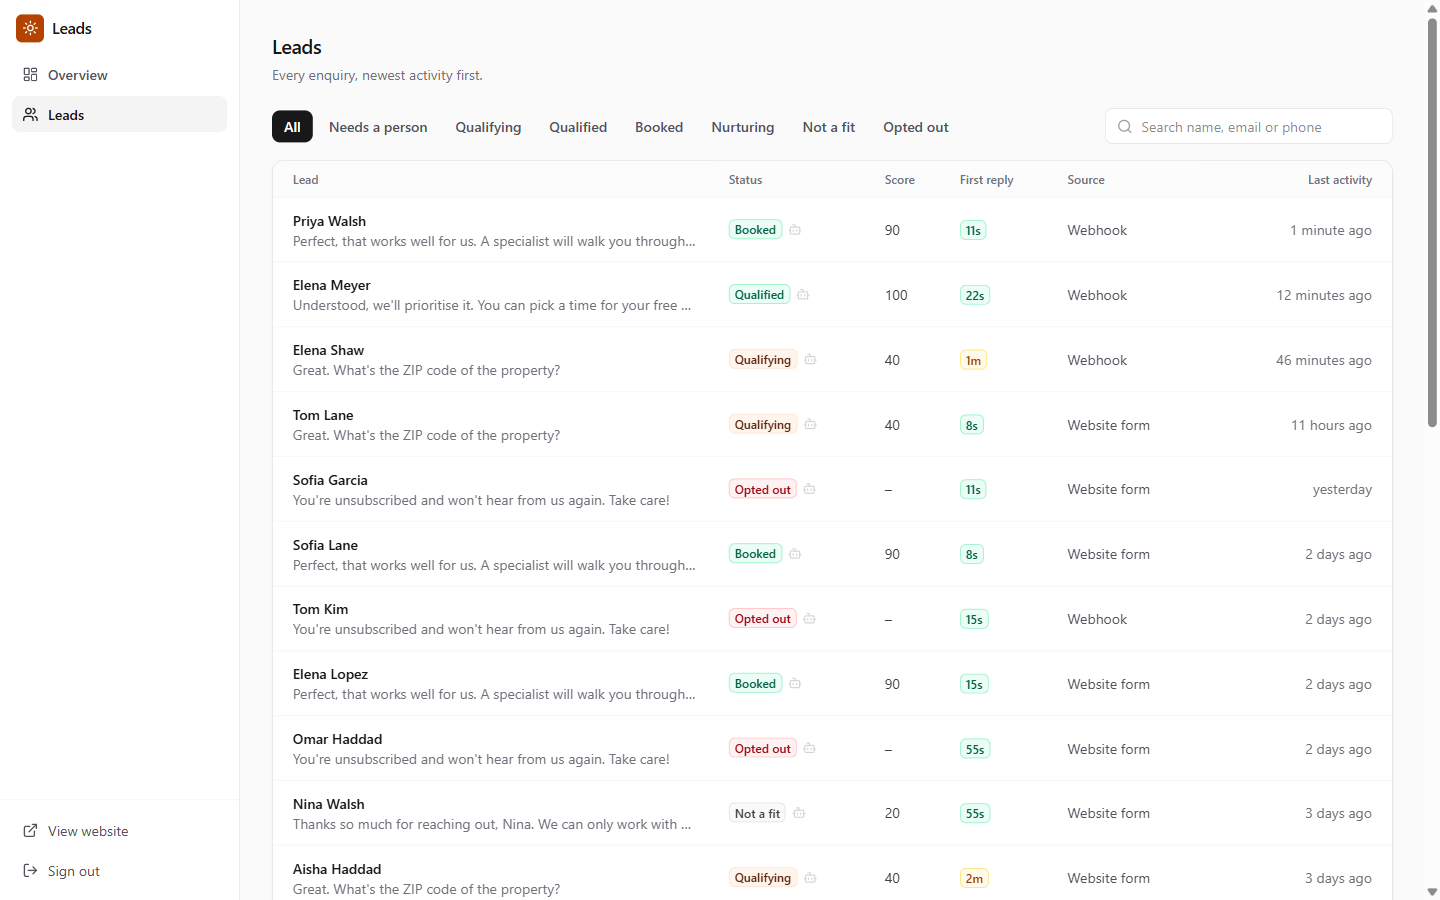 Leads
Overview
Leads
View website
Sign out
Leads
Every enquiry, newest activity first.
All Needs a person Qualifying Qualified Booked Nurturing Not a fit Opted out Search name, email or phone
Lead Status Score First reply Source Last activity
Priya Walsh
Perfect, that works well for us. A specialist will walk you through... Booked 90 11s Webhook 1 minute ago
Elena Meyer
Understood, we'll prioritise it. You can pick a time for your free ... Qualified 100 22s Webhook 12 minutes ago
Elena Shaw
Great. What's the ZIP code of the property? Qualifying 40 1m Webhook 46 minutes ago
Tom Lane
Great. What's the ZIP code of the property? Qualifying 40 8s Website form 11 hours ago
Sofia Garcia
You're unsubscribed and won't hear from us again. Take care! Opted out – 11s Website form yesterday
Sofia Lane
Perfect, that works well for us. A specialist will walk you through... Booked 90 8s Website form 2 days ago
Tom Kim
You're unsubscribed and won't hear from us again. Take care! Opted out – 15s Webhook 2 days ago
Elena Lopez
Perfect, that works well for us. A specialist will walk you through... Booked 90 15s Website form 2 days ago
Omar Haddad
You're unsubscribed and won't hear from us again. Take care! Opted out – 55s Website form 2 days ago
Nina Walsh
Thanks so much for reaching out, Nina. We can only work with ... Not a fit 20 55s Website form 3 days ago
Aisha Haddad
Great. What's the ZIP code of the property? Qualifying 40 2m Website form 3 days ago